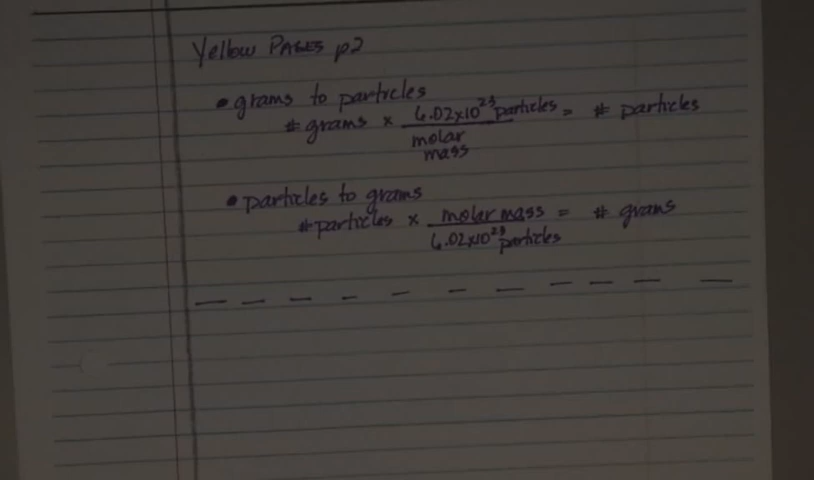 Yellow PAGES p2
• grams to particles
# grams × 6.02x10²³ particles = # particles
molar
mass
• particles to grams
# particles × molar mass = # grams
6.02x10²³ particles